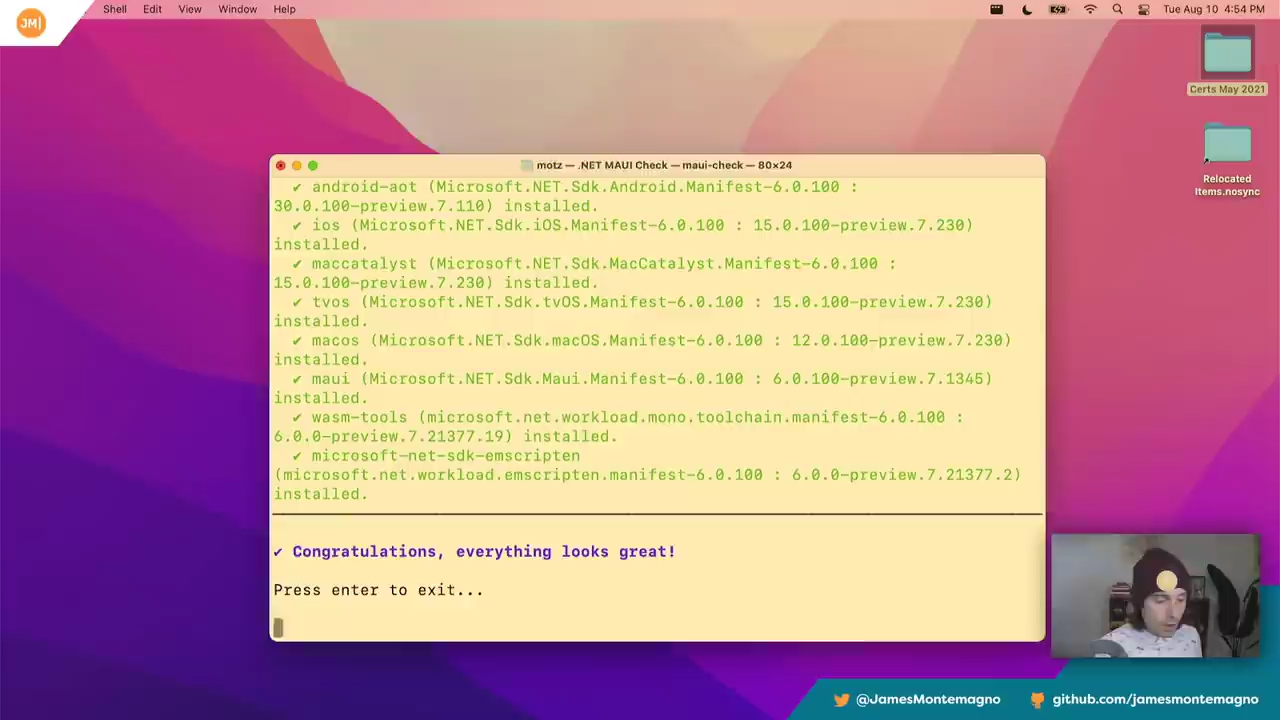 JM|
Shell Edit View Window Help
Tue Aug 10 4:54 PM
Certs May 2021
Relocated
Items.nosync
motz — .NET MAUI Check — maui-check — 80×24
✔ android-aot (Microsoft.NET.Sdk.Android.Manifest-6.0.100 :
30.0.100-preview.7.110) installed.
✔ ios (Microsoft.NET.Sdk.iOS.Manifest-6.0.100 : 15.0.100-preview.7.230)
installed.
✔ maccatalyst (Microsoft.NET.Sdk.MacCatalyst.Manifest-6.0.100 :
15.0.100-preview.7.230) installed.
✔ tvos (Microsoft.NET.Sdk.tvOS.Manifest-6.0.100 : 15.0.100-preview.7.230)
installed.
✔ macos (Microsoft.NET.Sdk.macOS.Manifest-6.0.100 : 12.0.100-preview.7.230)
installed.
✔ maui (Microsoft.NET.Sdk.Maui.Manifest-6.0.100 : 6.0.100-preview.7.1345)
installed.
✔ wasm-tools (microsoft.net.workload.mono.toolchain.manifest-6.0.100 :
6.0.0-preview.7.21377.19) installed.
✔ microsoft-net-sdk-emscripten
(microsoft.net.workload.emscripten.manifest-6.0.100 : 6.0.0-preview.7.21377.2)
installed.
✔ Congratulations, everything looks great!
Press enter to exit...
@JamesMontemagno
github.com/jamesmontemagno